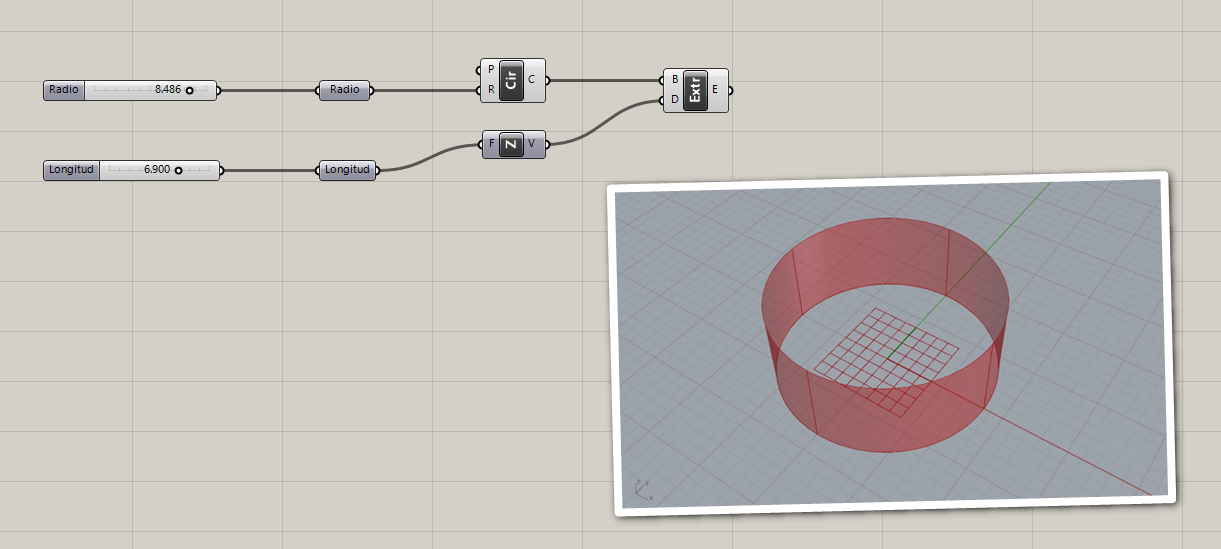 Radio 8.486
Radio
P
R
Cir
C
B
D
Extr
E
F
Z
V
Longitud 6.900
Longitud
z
y
x